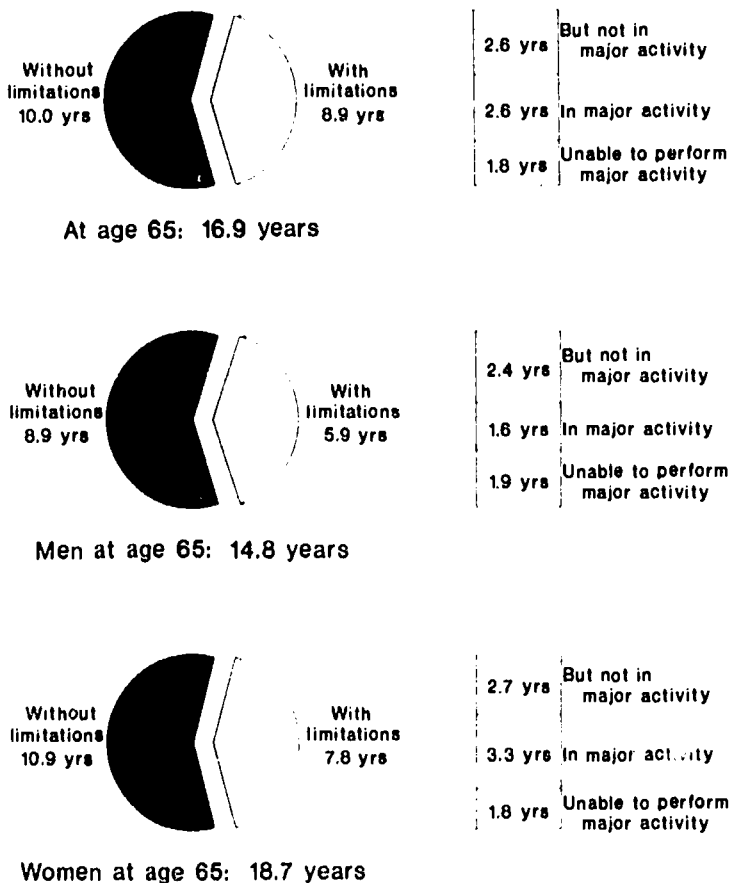 Without
limitations
10.0 yrs
With
limitations
8.9 yrs
2.6 yrs But not in
major activity
2.6 yrs In major activity
1.8 yrs Unable to perform
major activity
At age 65: 16.9 years
Without
limitations
8.9 yrs
With
limitations
5.9 yrs
2.4 yrs But not in
major activity
1.6 yrs In major activity
1.9 yrs Unable to perform
major activity
Men at age 65: 14.8 years
Without
limitations
10.9 yrs
With
limitations
7.8 yrs
2.7 yrs But not in
major activity
3.3 yrs In major activity
1.8 yrs Unable to perform
major activity
Women at age 65: 18.7 years